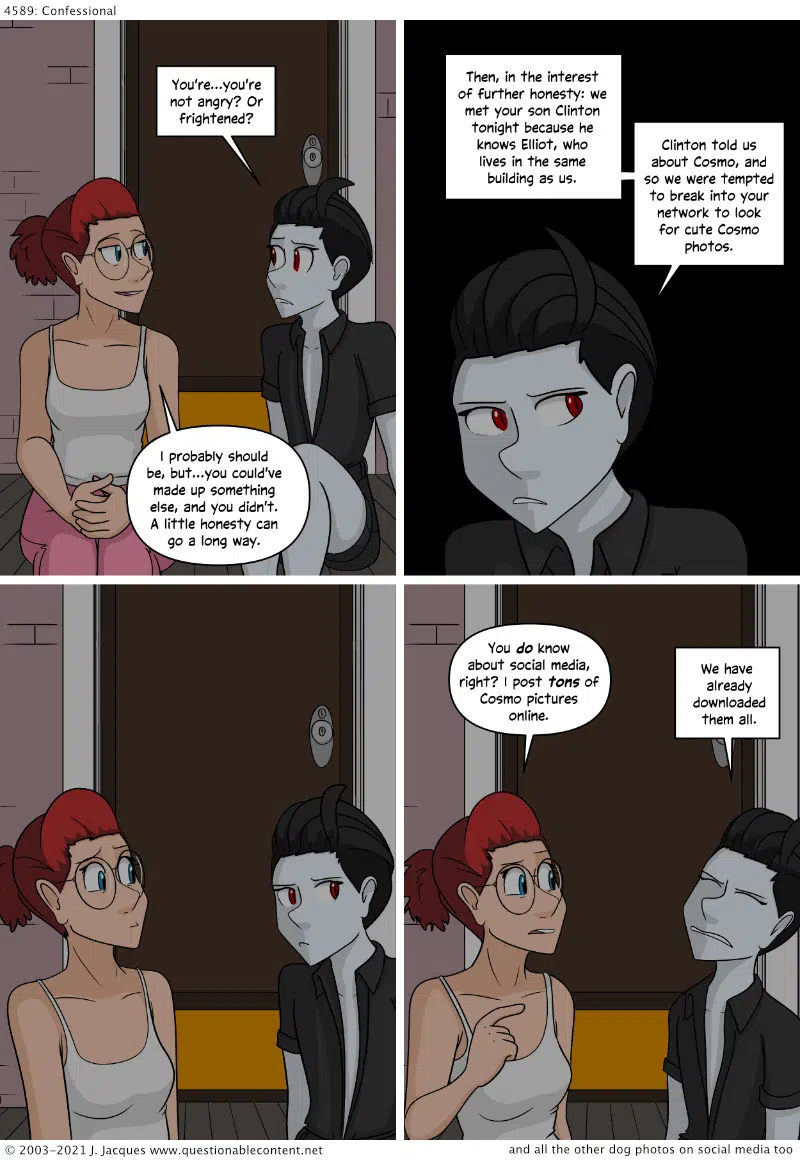 4589: Confessional
You're...you're
not angry? Or
frightened?
I probably should
be, but...you could've
made up something
else, and you didn't.
A little honesty can
go a long way.
Then, in the interest
of further honesty: we
met your son Clinton
tonight because he
knows Elliot, who
lives in the same
building as us.
Clinton told us
about Cosmo, and
so we were tempted
to break into your
network to look
for cute Cosmo
photos.
You do know
about social media,
right? I post tons of
Cosmo pictures
online.
We have
already
downloaded
them all.
© 2003-2021 J. Jacques www.questionablecontent.net
and all the other dog photos on social media too